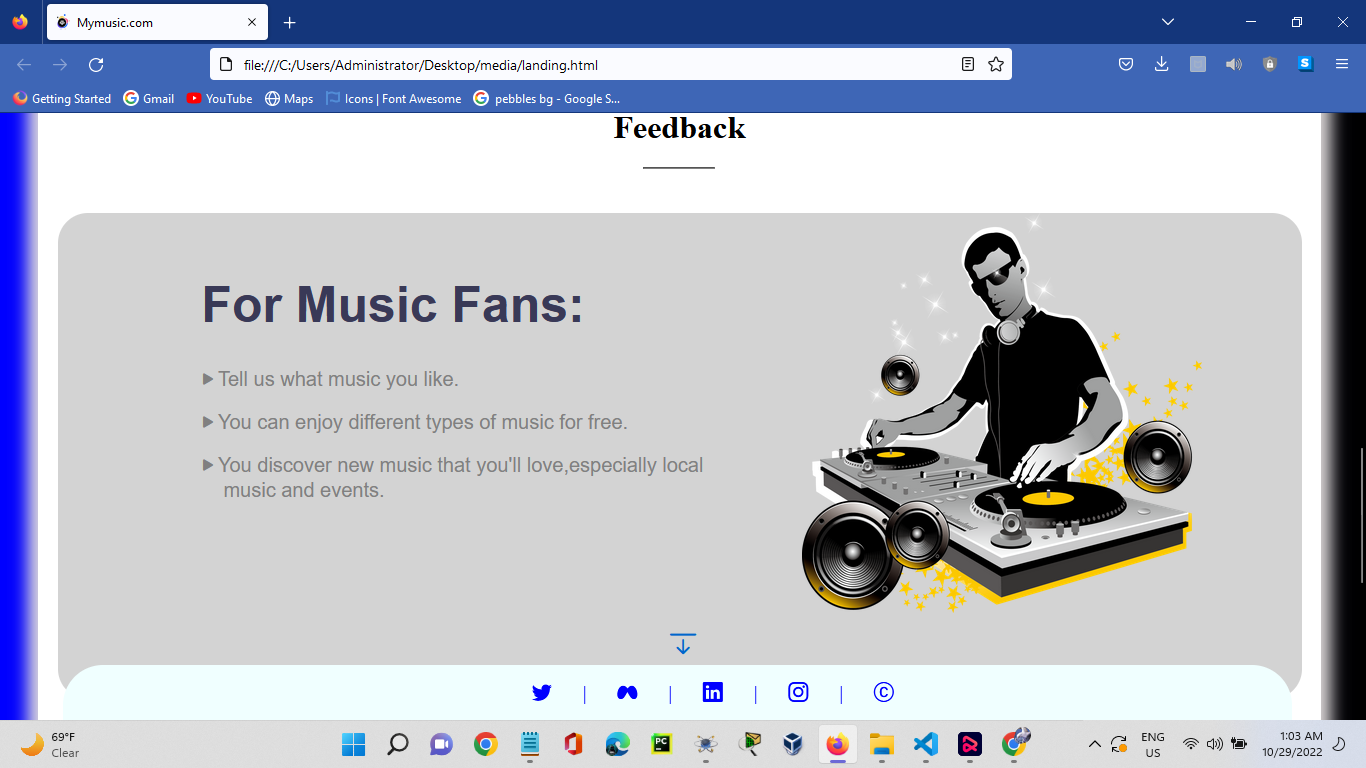 Mymusic.com
file:///C:/Users/Administrator/Desktop/media/landing.html
Getting Started Gmail YouTube Maps Icons | Font Awesome pebbles bg - Google S...
Feedback
For Music Fans:
Tell us what music you like.
You can enjoy different types of music for free.
You discover new music that you'll love,especially local
music and events.
| | | | ©
69°F
Clear
ENG
US
1:03 AM
10/29/2022